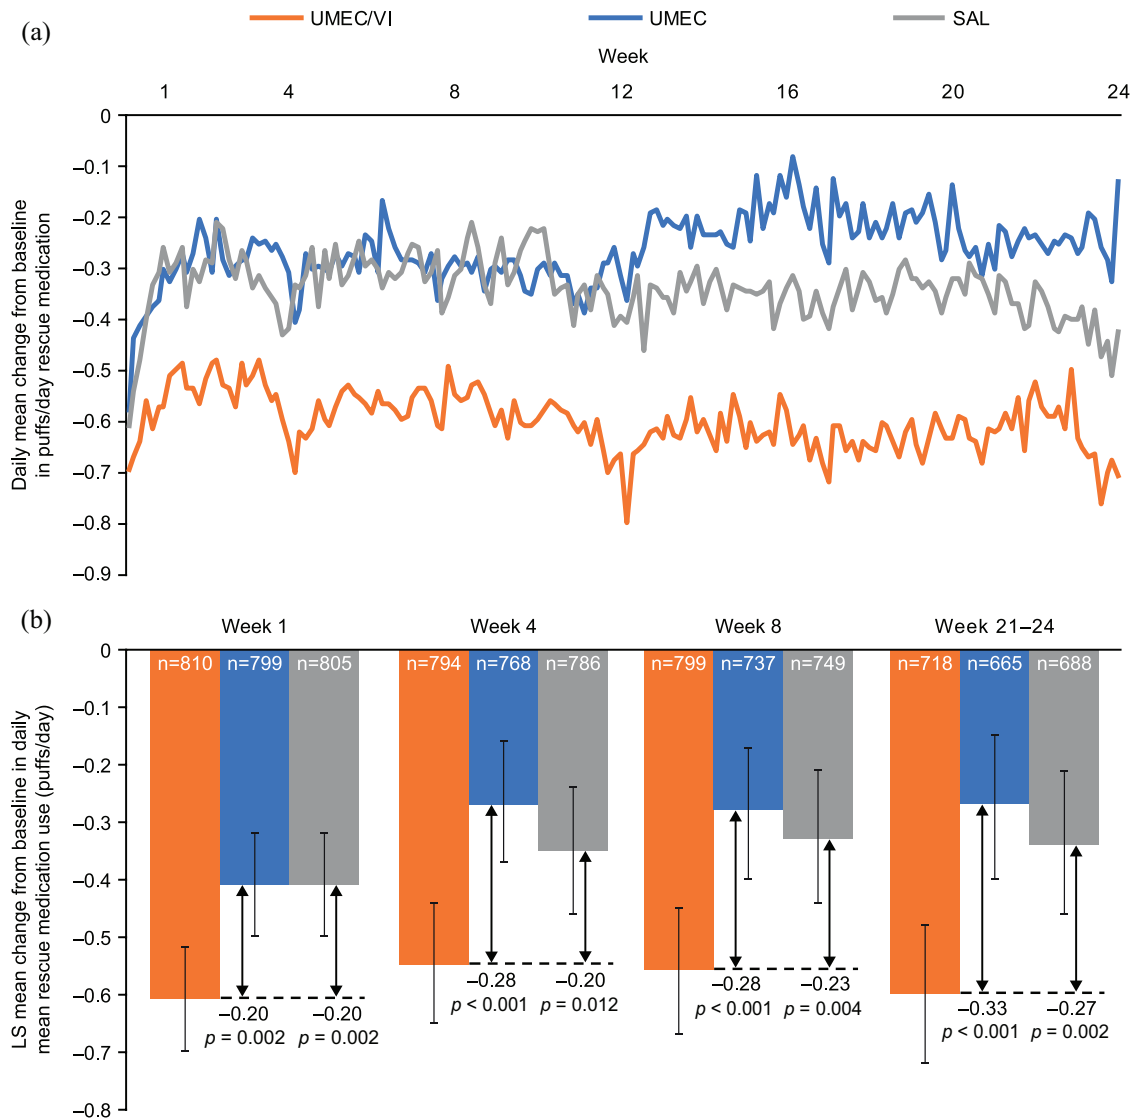 (a)
UMEC/VI UMEC SAL
Week
1 4 8 12 16 20 24
Daily mean change from baseline
in puffs/day rescue medication
0
–0.1
–0.2
–0.3
–0.4
–0.5
–0.6
–0.7
–0.8
–0.9
(b)
Week 1 Week 4 Week 8 Week 21–24
LS mean change from baseline in daily
mean rescue medication use (puffs/day)
0
–0.1
–0.2
–0.3
–0.4
–0.5
–0.6
–0.7
–0.8
n=810 n=799 n=805 n=794 n=768 n=786 n=799 n=737 n=749 n=718 n=665 n=688
–0.20 –0.20 –0.28 –0.20 –0.28 –0.23 –0.33 –0.27
p = 0.002 p = 0.002 p < 0.001 p = 0.012 p < 0.001 p = 0.004 p < 0.001 p = 0.002